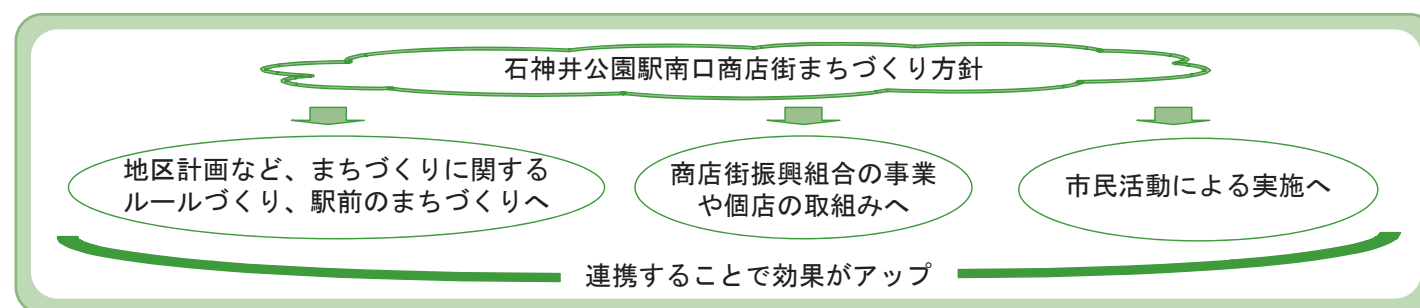 石神井公園駅南口商店街まちづくり方針
地区計画など、まちづくりに関する
ルールづくり、駅前のまちづくりへ
商店街振興組合の事業
や個店の取組みへ
市民活動による実施へ
連携することで効果がアップ